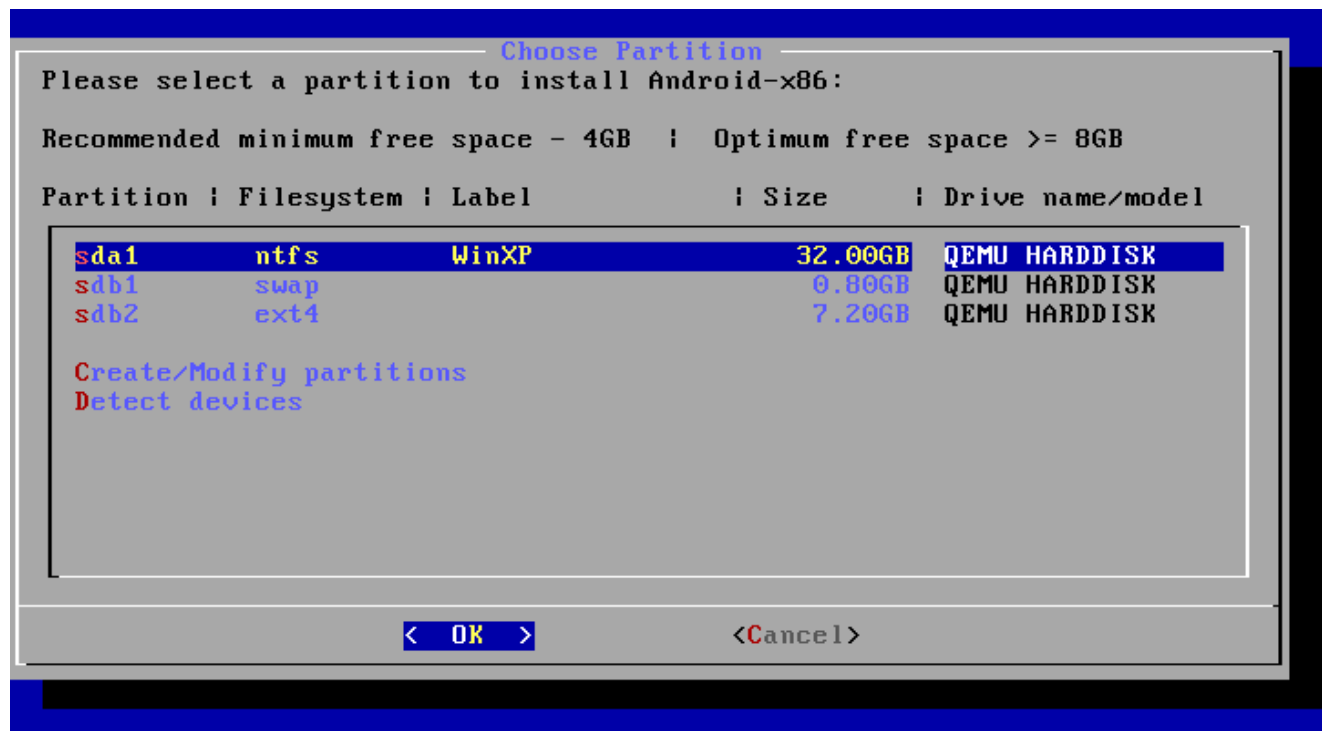 Choose Partition
Please select a partition to install Android-x86:
Recommended minimum free space - 4GB | Optimum free space >= 8GB
Partition | Filesystem | Label | Size | Drive name/model
sda1 ntfs WinXP 32.00GB QEMU HARDDISK
sdb1 swap 0.80GB QEMU HARDDISK
sdb2 ext4 7.20GB QEMU HARDDISK
Create/Modify partitions
Detect devices
< OK > <Cancel>